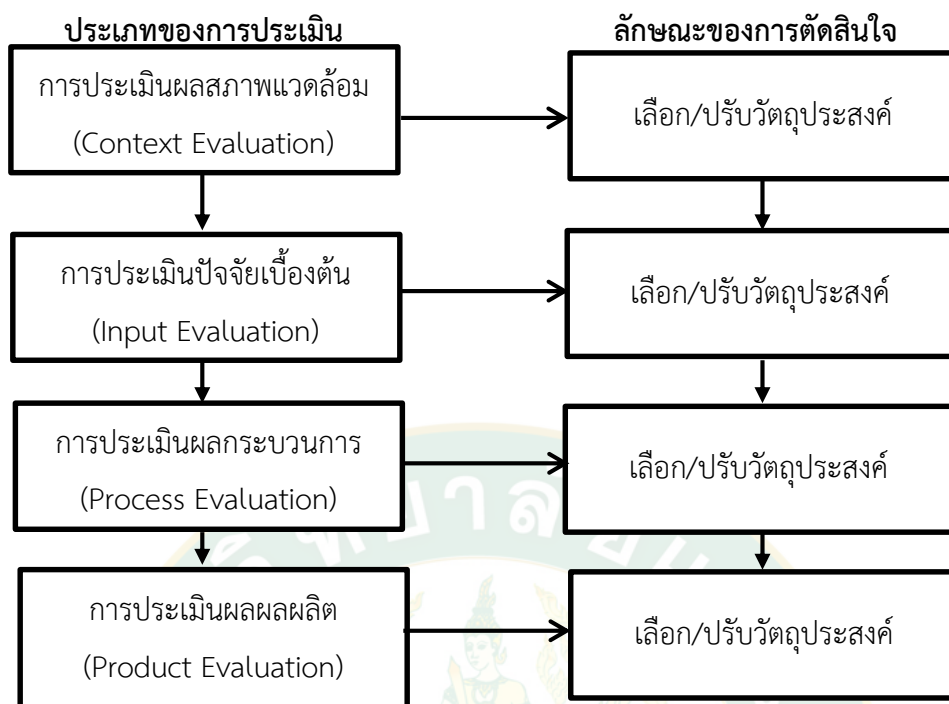 ประเภทของการประเมิน
ลักษณะของการตัดสินใจ
การประเมินผลสภาพแวดล้อม
(Context Evaluation)
เลือก/ปรับวัตถุประสงค์
การประเมินปัจจัยเบื้องต้น
(Input Evaluation)
เลือก/ปรับวัตถุประสงค์
การประเมินผลกระบวนการ
(Process Evaluation)
เลือก/ปรับวัตถุประสงค์
การประเมินผลผลผลิต
(Product Evaluation)
เลือก/ปรับวัตถุประสงค์